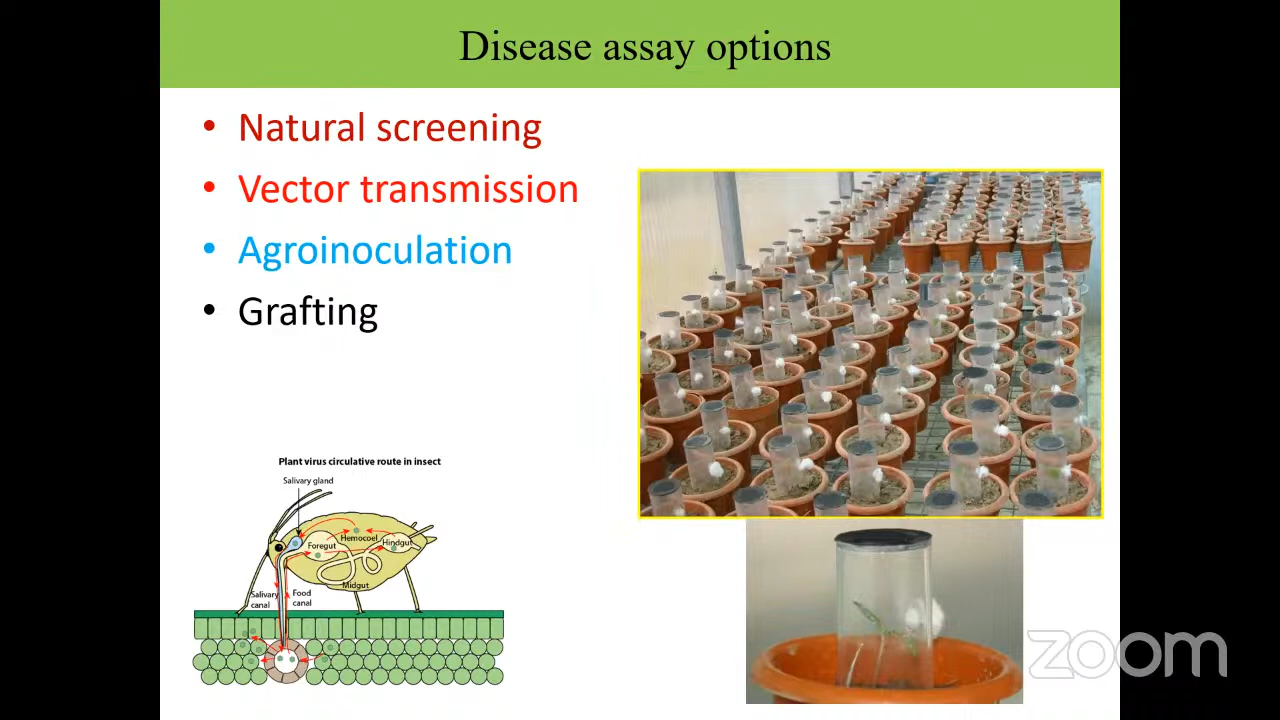 Disease assay options
• Natural screening
• Vector transmission
• Agroinoculation
• Grafting
Plant virus circulative route in insect
Salivary gland
Foregut
Hemocoel
Hindgut
Midgut
Salivary
canal
Food
canal
zoom